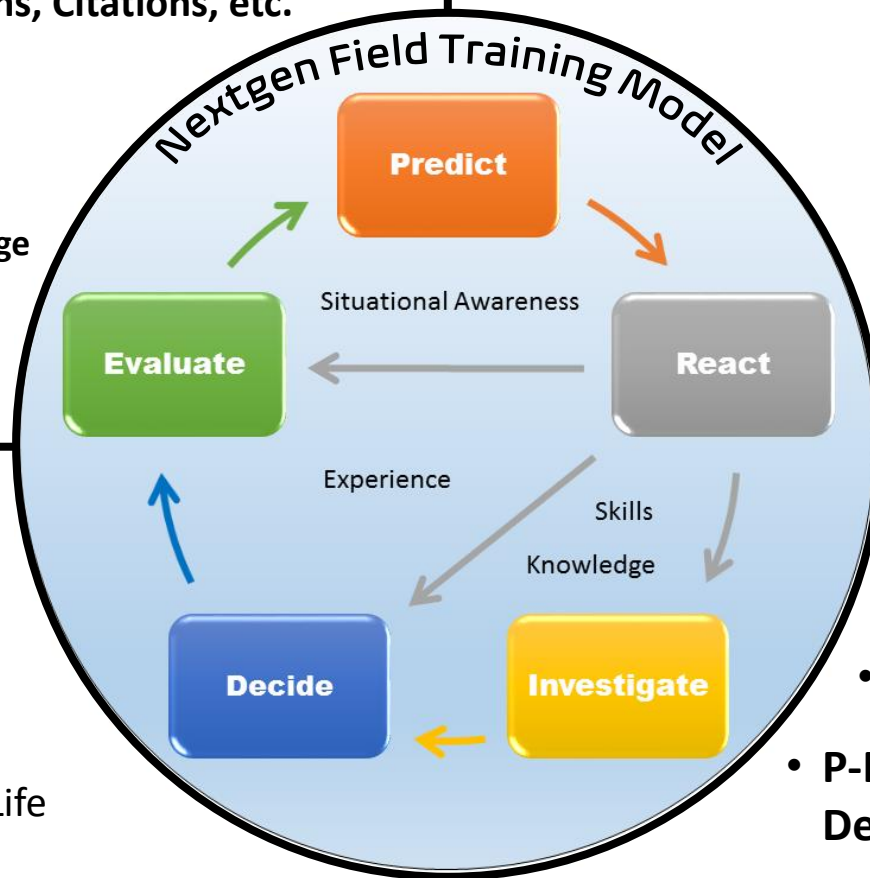 ns, Citations, etc.
Nextgen Field Training Model
Predict
ge
Situational Awareness
Evaluate
React
Experience
Skills
Knowledge
Decide
Investigate
•
• P-
Life
De